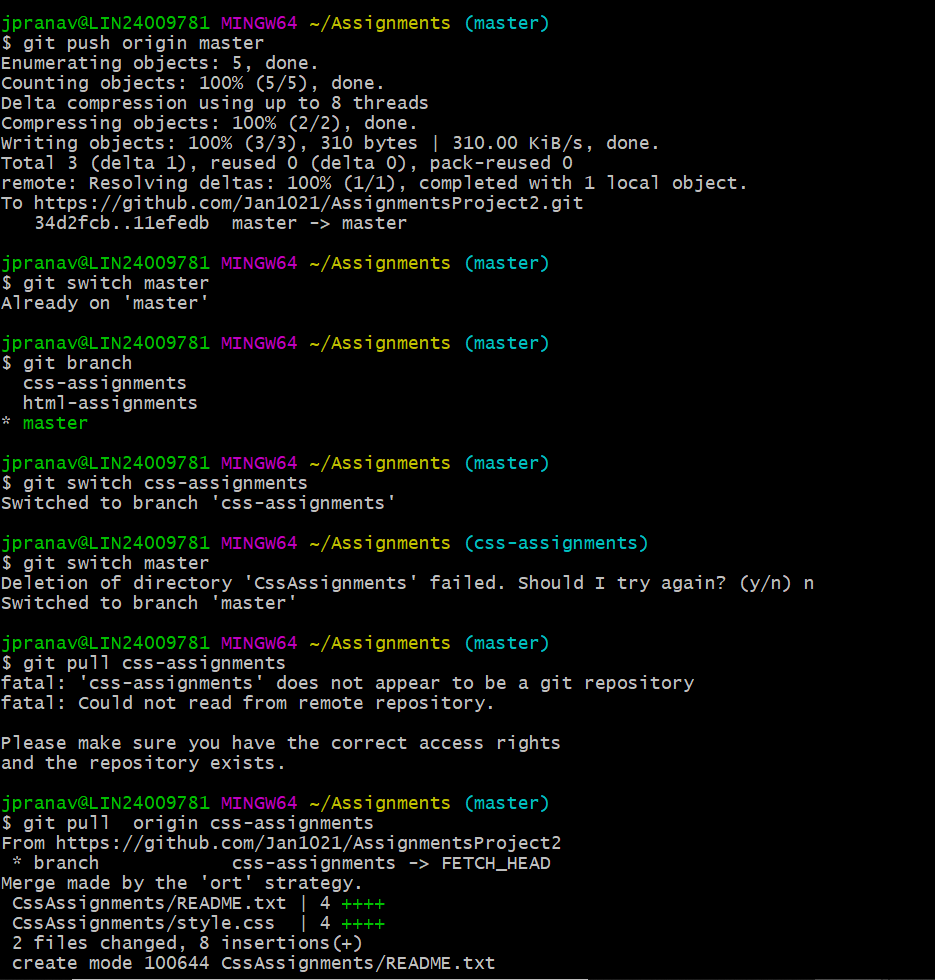 jpranav@LIN24009781 MINGW64 ~/Assignments (master)
$ git push origin master
Enumerating objects: 5, done.
Counting objects: 100% (5/5), done.
Delta compression using up to 8 threads
Compressing objects: 100% (2/2), done.
Writing objects: 100% (3/3), 310 bytes | 310.00 KiB/s, done.
Total 3 (delta 1), reused 0 (delta 0), pack-reused 0
remote: Resolving deltas: 100% (1/1), completed with 1 local object.
To https://github.com/Jan1021/AssignmentsProject2.git
   34d2fcb..11efedb  master -> master

jpranav@LIN24009781 MINGW64 ~/Assignments (master)
$ git switch master
Already on 'master'

jpranav@LIN24009781 MINGW64 ~/Assignments (master)
$ git branch
  css-assignments
  html-assignments
* master

jpranav@LIN24009781 MINGW64 ~/Assignments (master)
$ git switch css-assignments
Switched to branch 'css-assignments'

jpranav@LIN24009781 MINGW64 ~/Assignments (css-assignments)
$ git switch master
Deletion of directory 'CssAssignments' failed. Should I try again? (y/n) n
Switched to branch 'master'

jpranav@LIN24009781 MINGW64 ~/Assignments (master)
$ git pull css-assignments
fatal: 'css-assignments' does not appear to be a git repository
fatal: Could not read from remote repository.

Please make sure you have the correct access rights
and the repository exists.

jpranav@LIN24009781 MINGW64 ~/Assignments (master)
$ git pull  origin css-assignments
From https://github.com/Jan1021/AssignmentsProject2
 * branch            css-assignments -> FETCH_HEAD
Merge made by the 'ort' strategy.
 CssAssignments/README.txt | 4 ++++
 CssAssignments/style.css  | 4 ++++
 2 files changed, 8 insertions(+)
 create mode 100644 CssAssignments/README.txt